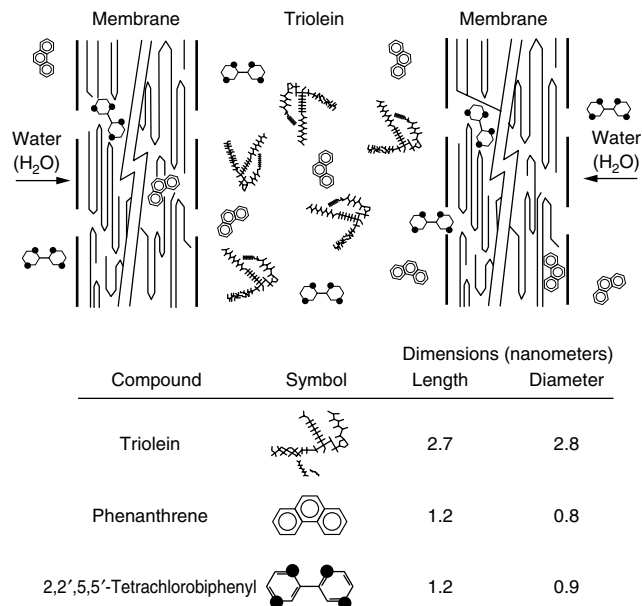 Membrane Triolein Membrane
Water
(H₂O)
Water
(H₂O)
Dimensions (nanometers)
Compound Symbol Length Diameter
Triolein 2.7 2.8
Phenanthrene 1.2 0.8
2,2′,5,5′-Tetrachlorobiphenyl 1.2 0.9